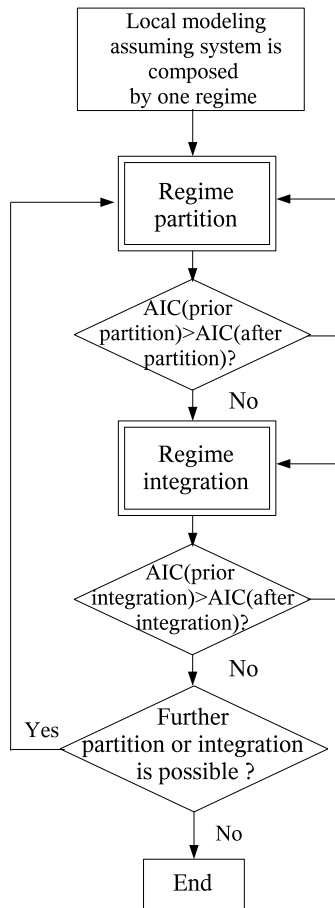 Local modeling
assuming system is
composed
by one regime
Regime
partition
AIC(prior
partition)>AIC(after
partition)?
No
Regime
integration
AIC(prior
integration)>AIC(after
integration)?
No
Further
Yes
partition or integration
is possible ?
No
End